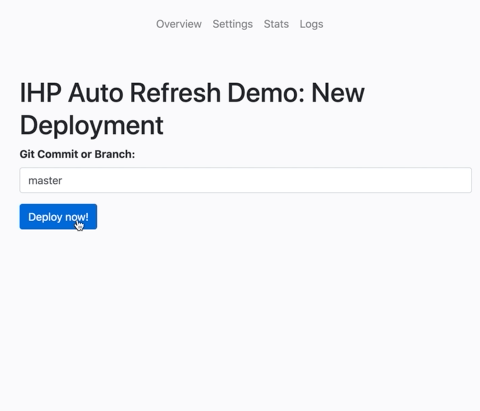 Overview Settings Stats Logs
IHP Auto Refresh Demo: New
Deployment
Git Commit or Branch:
master
Deploy now!